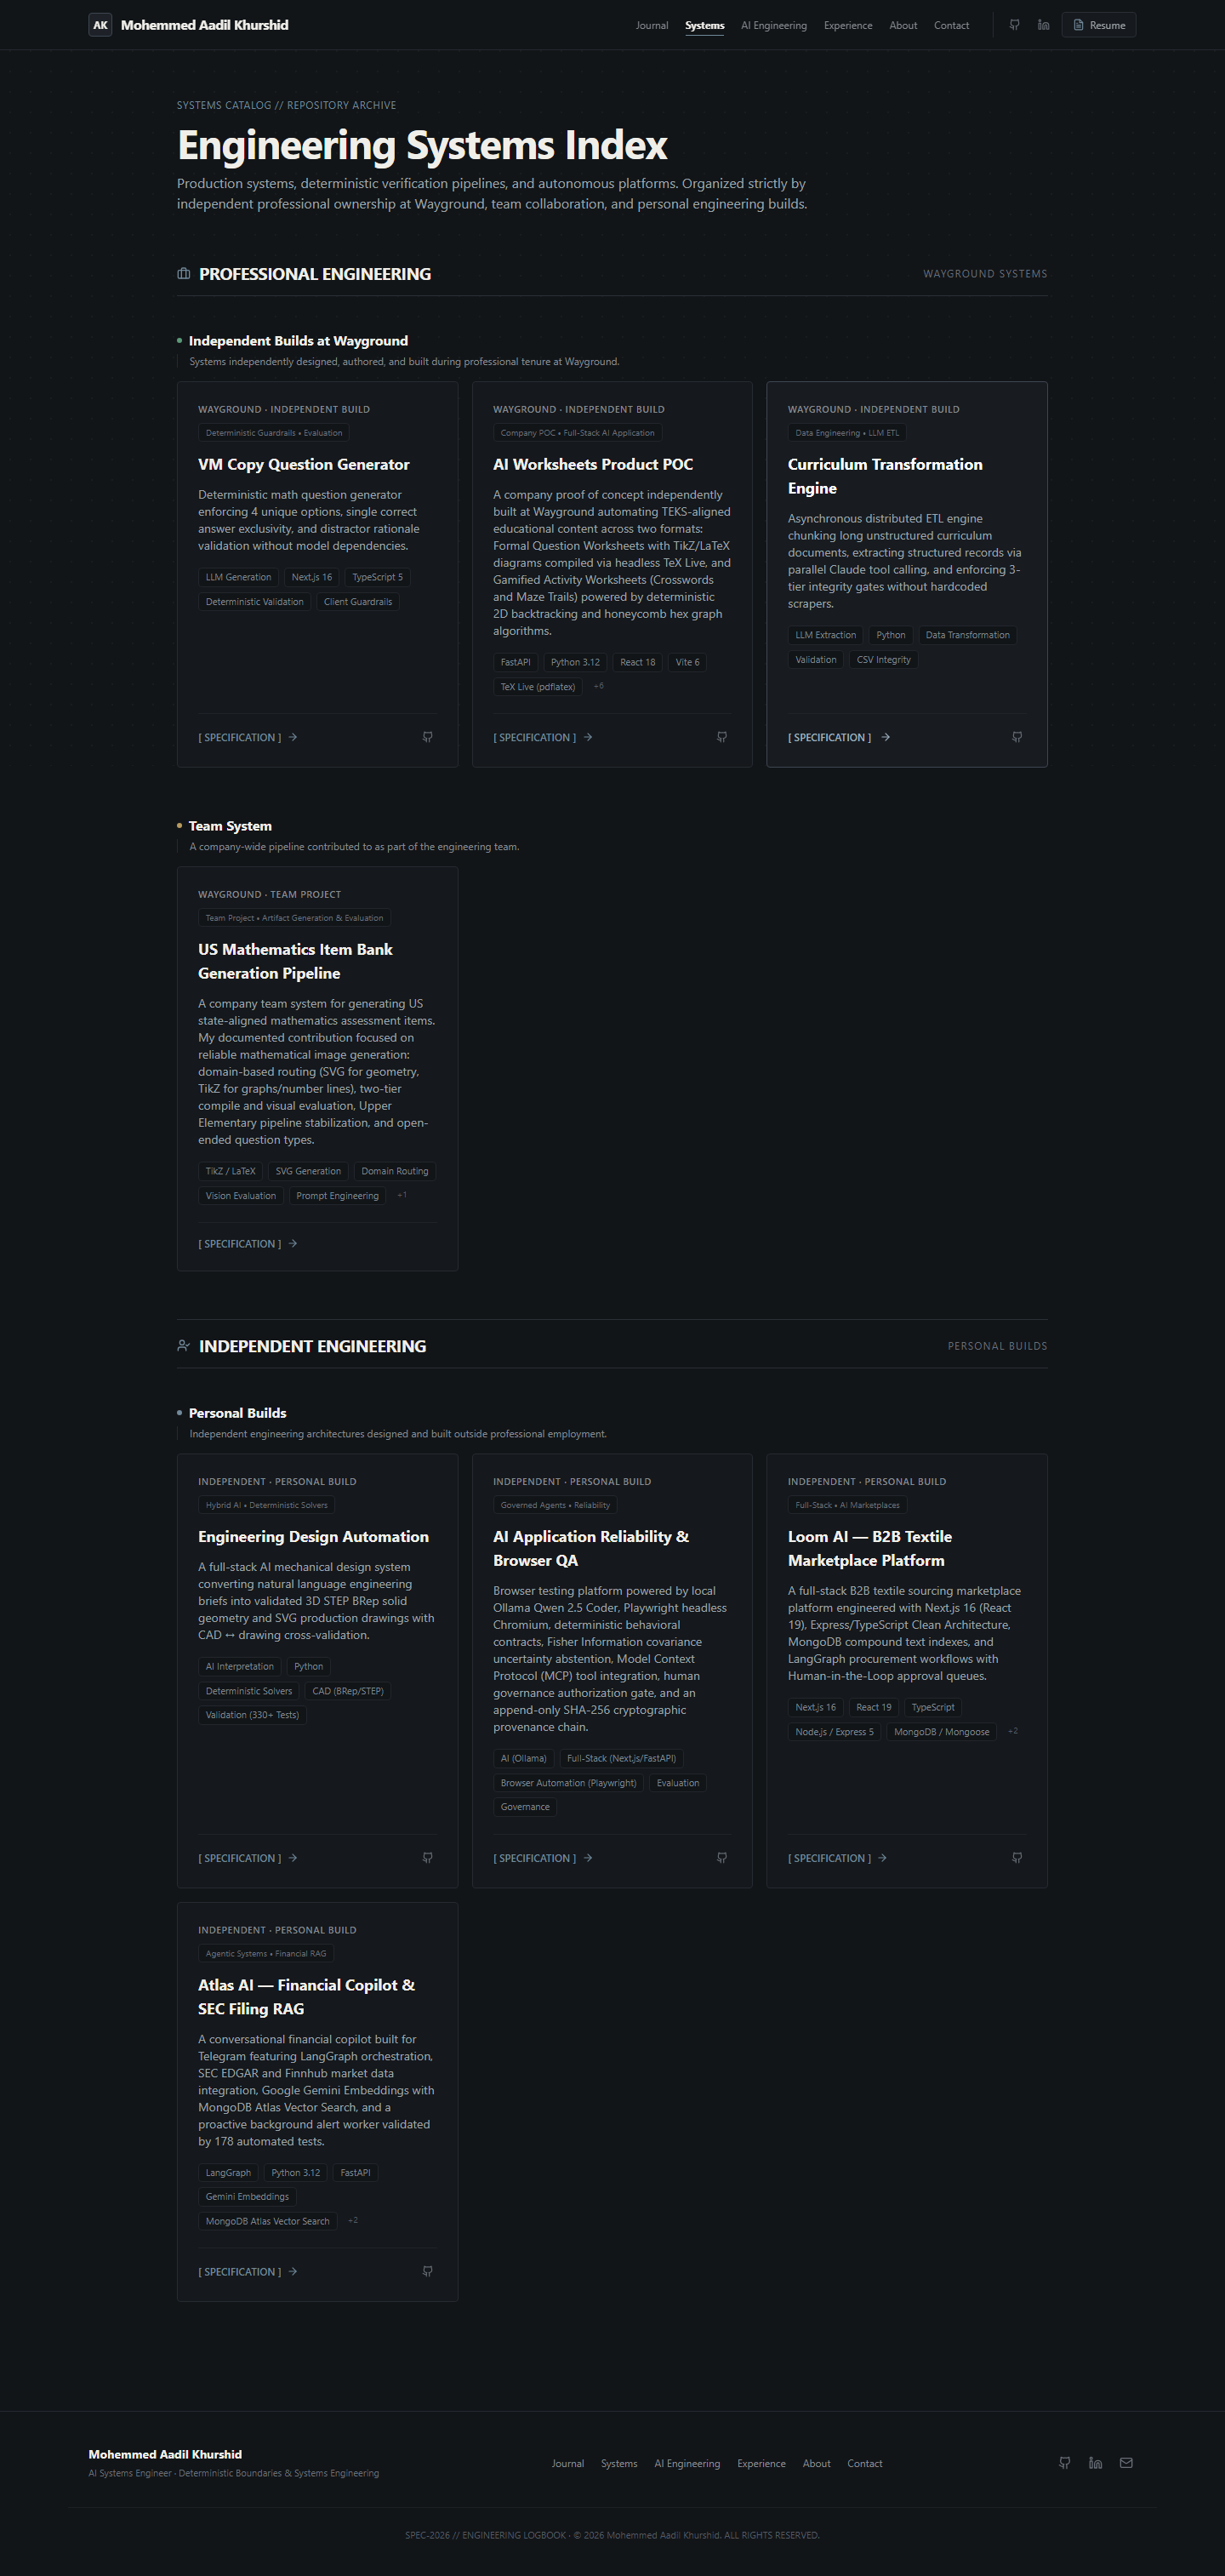 AK Mohemmed Aadil Khurshid
Journal Systems AI Engineering Experience About Contact Resume
SYSTEMS CATALOG // REPOSITORY ARCHIVE
Engineering Systems Index
Production systems, deterministic verification pipelines, and autonomous platforms. Organized strictly by
independent professional ownership at Wayground, team collaboration, and personal engineering builds.
PROFESSIONAL ENGINEERING
WAYGROUND SYSTEMS
Independent Builds at Wayground
Systems independently designed, authored, and built during professional tenure at Wayground.
WAYGROUND · INDEPENDENT BUILD
Deterministic Guardrails • Evaluation
VM Copy Question Generator
Deterministic math question generator
enforcing 4 unique options, single correct
answer exclusivity, and distractor rationale
validation without model dependencies.
LLM Generation Next.js 16 TypeScript 5
Deterministic Validation Client Guardrails
[ SPECIFICATION ] →
WAYGROUND · INDEPENDENT BUILD
Company POC • Full-Stack AI Application
AI Worksheets Product POC
A company proof of concept independently
built at Wayground automating TEKS-aligned
educational content across two formats:
Formal Question Worksheets with TikZ/LaTeX
diagrams compiled via headless TeX Live, and
Gamified Activity Worksheets (Crosswords
and Maze Trails) powered by deterministic
2D backtracking and honeycomb hex graph
algorithms.
FastAPI Python 3.12 React 18 Vite 6
TeX Live (pdflatex) +6
[ SPECIFICATION ] →
WAYGROUND · INDEPENDENT BUILD
Data Engineering • LLM ETL
Curriculum Transformation
Engine
Asynchronous distributed ETL engine
chunking long unstructured curriculum
documents, extracting structured records via
parallel Claude tool calling, and enforcing 3-
tier integrity gates without hardcoded
scrapers.
LLM Extraction Python Data Transformation
Validation CSV Integrity
[ SPECIFICATION ] →
Team System
A company-wide pipeline contributed to as part of the engineering team.
WAYGROUND · TEAM PROJECT
Team Project • Artifact Generation & Evaluation
US Mathematics Item Bank
Generation Pipeline
A company team system for generating US
state-aligned mathematics assessment items.
My documented contribution focused on
reliable mathematical image generation:
domain-based routing (SVG for geometry,
TikZ for graphs/number lines), two-tier
compile and visual evaluation, Upper
Elementary pipeline stabilization, and open-
ended question types.
TikZ / LaTeX SVG Generation Domain Routing
Vision Evaluation Prompt Engineering +1
[ SPECIFICATION ] →
INDEPENDENT ENGINEERING
PERSONAL BUILDS
Personal Builds
Independent engineering architectures designed and built outside professional employment.
INDEPENDENT · PERSONAL BUILD
Hybrid AI • Deterministic Solvers
Engineering Design Automation
A full-stack AI mechanical design system
converting natural language engineering
briefs into validated 3D STEP BRep solid
geometry and SVG production drawings with
CAD ↔ drawing cross-validation.
AI Interpretation Python
Deterministic Solvers CAD (BRep/STEP)
Validation (330+ Tests)
[ SPECIFICATION ] →
INDEPENDENT · PERSONAL BUILD
Governed Agents • Reliability
AI Application Reliability &
Browser QA
Browser testing platform powered by local
Ollama Qwen 2.5 Coder, Playwright headless
Chromium, deterministic behavioral
contracts, Fisher Information covariance
uncertainty abstention, Model Context
Protocol (MCP) tool integration, human
governance authorization gate, and an
append-only SHA-256 cryptographic
provenance chain.
AI (Ollama) Full-Stack (Next.js/FastAPI)
Browser Automation (Playwright) Evaluation
Governance
[ SPECIFICATION ] →
INDEPENDENT · PERSONAL BUILD
Full-Stack • AI Marketplaces
Loom AI — B2B Textile
Marketplace Platform
A full-stack B2B textile sourcing marketplace
platform engineered with Next.js 16 (React
19), Express/TypeScript Clean Architecture,
MongoDB compound text indexes, and
LangGraph procurement workflows with
Human-in-the-Loop approval queues.
Next.js 16 React 19 TypeScript
Node.js / Express 5 MongoDB / Mongoose +2
[ SPECIFICATION ] →
INDEPENDENT · PERSONAL BUILD
Agentic Systems • Financial RAG
Atlas AI — Financial Copilot &
SEC Filing RAG
A conversational financial copilot built for
Telegram featuring LangGraph orchestration,
SEC EDGAR and Finnhub market data
integration, Google Gemini Embeddings with
MongoDB Atlas Vector Search, and a
proactive background alert worker validated
by 178 automated tests.
LangGraph Python 3.12 FastAPI
Gemini Embeddings
MongoDB Atlas Vector Search +2
[ SPECIFICATION ] →
Mohemmed Aadil Khurshid
AI Systems Engineer · Deterministic Boundaries & Systems Engineering
Journal Systems AI Engineering Experience About Contact
SPEC-2026 // ENGINEERING LOGBOOK · © 2026 Mohemmed Aadil Khurshid. ALL RIGHTS RESERVED.